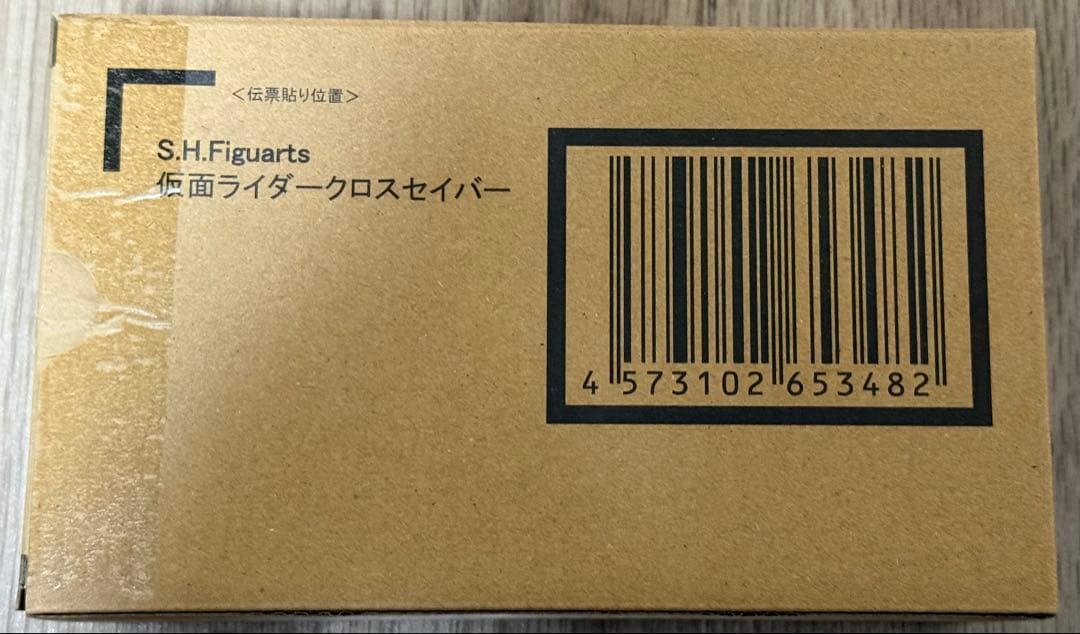 ＜伝票貼り位置＞
S.H.Figuarts
仮面ライダークロスセイバー
4 573102 653482